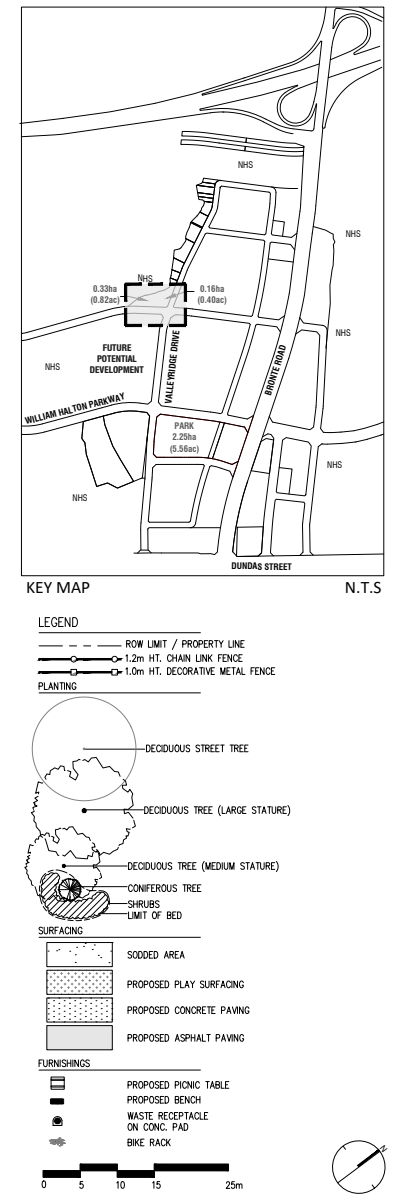 NHS
NHS
NHS
0.33ha
(0.82ac)
0.16ha
(0.40ac)
NHS
FUTURE
POTENTIAL
DEVELOPMENT
VALLEYRIDGE DRIVE
BRONTE ROAD
NHS
WILLIAM HALTON PARKWAY
PARK
2.25ha
(5.56ac)
NHS
NHS
DUNDAS STREET
KEY MAP
N.T.S
LEGEND
ROW LIMIT / PROPERTY LINE
1.2m HT. CHAIN LINK FENCE
1.0m HT. DECORATIVE METAL FENCE
PLANTING
DECIDUOUS STREET TREE
DECIDUOUS TREE (LARGE STATURE)
DECIDUOUS TREE (MEDIUM STATURE)
CONIFEROUS TREE
SHRUBS
LIMIT OF BED
SURFACING
SODDED AREA
PROPOSED PLAY SURFACING
PROPOSED CONCRETE PAVING
PROPOSED ASPHALT PAVING
FURNISHINGS
PROPOSED PICNIC TABLE
PROPOSED BENCH
WASTE RECEPTACLE
ON CONC. PAD
BIKE RACK
0 5 10 15 25m
N